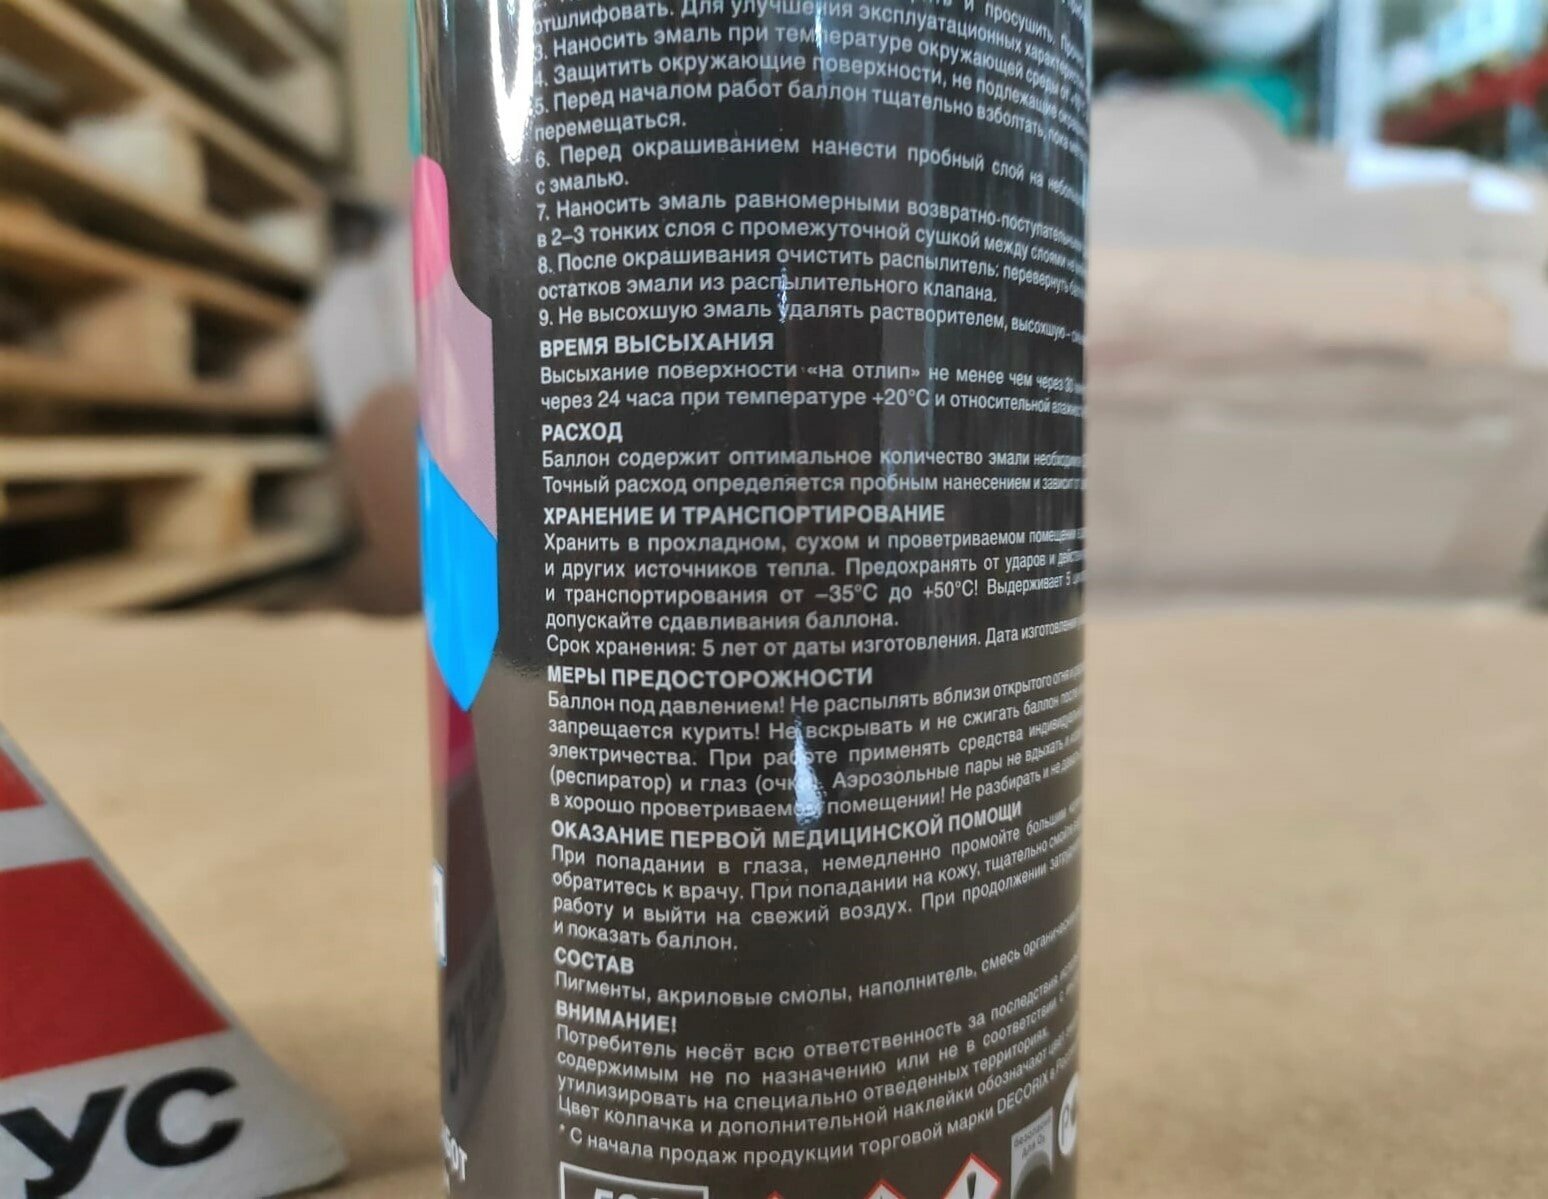 и просушить.
отшлифовать. Для улучшения эксплуатационных
3. Наносить эмаль при температуре окружающей среды
4. Защитить окружающие поверхности, не подлежащие
5. Перед началом работ баллон тщательно взболтать, после
перемещаться.
6. Перед окрашиванием нанести пробный слой на
с эмалью.
7. Наносить эмаль равномерными возвратно-поступательными
в 2–3 тонких слоя с промежуточной сушкой между слоями
8. После окрашивания очистить распылитель: перевернуть
остатков эмали из распылительного клапана.
9. Не высохшую эмаль удалять растворителем, высохшую –
ВРЕМЯ ВЫСЫХАНИЯ
Высыхание поверхности «на отлип» не менее чем через 30
через 24 часа при температуре +20°С и относительной
РАСХОД
Баллон содержит оптимальное количество эмали
Точный расход определяется пробным нанесением и зависит от
ХРАНЕНИЕ И ТРАНСПОРТИРОВАНИЕ
Хранить в прохладном, сухом и проветриваемом помещении
и других источников тепла. Предохранять от ударов и
и транспортирования от –35°С до +50°С! Выдерживает 5
допускайте сдавливания баллона.
Срок хранения: 5 лет от даты изготовления. Дата изготовления
МЕРЫ ПРЕДОСТОРОЖНОСТИ
Баллон под давлением! Не распылять вблизи открытого огня
запрещается курить! Не вскрывать и не сжигать баллон после
электричества. При работе применять средства
(респиратор) и глаз (очки). Аэрозольные пары не вдыхать
в хорошо проветриваемом помещении! Не разбирать и не
ОКАЗАНИЕ ПЕРВОЙ МЕДИЦИНСКОЙ ПОМОЩИ
При попадании в глаза, немедленно промойте большим
обратитесь к врачу. При попадании на кожу, тщательно смойте
работу и выйти на свежий воздух. При продолжении
и показать баллон.
СОСТАВ
Пигменты, акриловые смолы, наполнитель, смесь
ВНИМАНИЕ!
Потребитель несёт всю ответственность за последствия
содержимым не по назначению или не в соответствии с
утилизировать на специально отведенных территориях.
Цвет колпачка и дополнительной наклейки обозначают цвет
* С начала продаж продукции торговой марки DECORIX в
УС